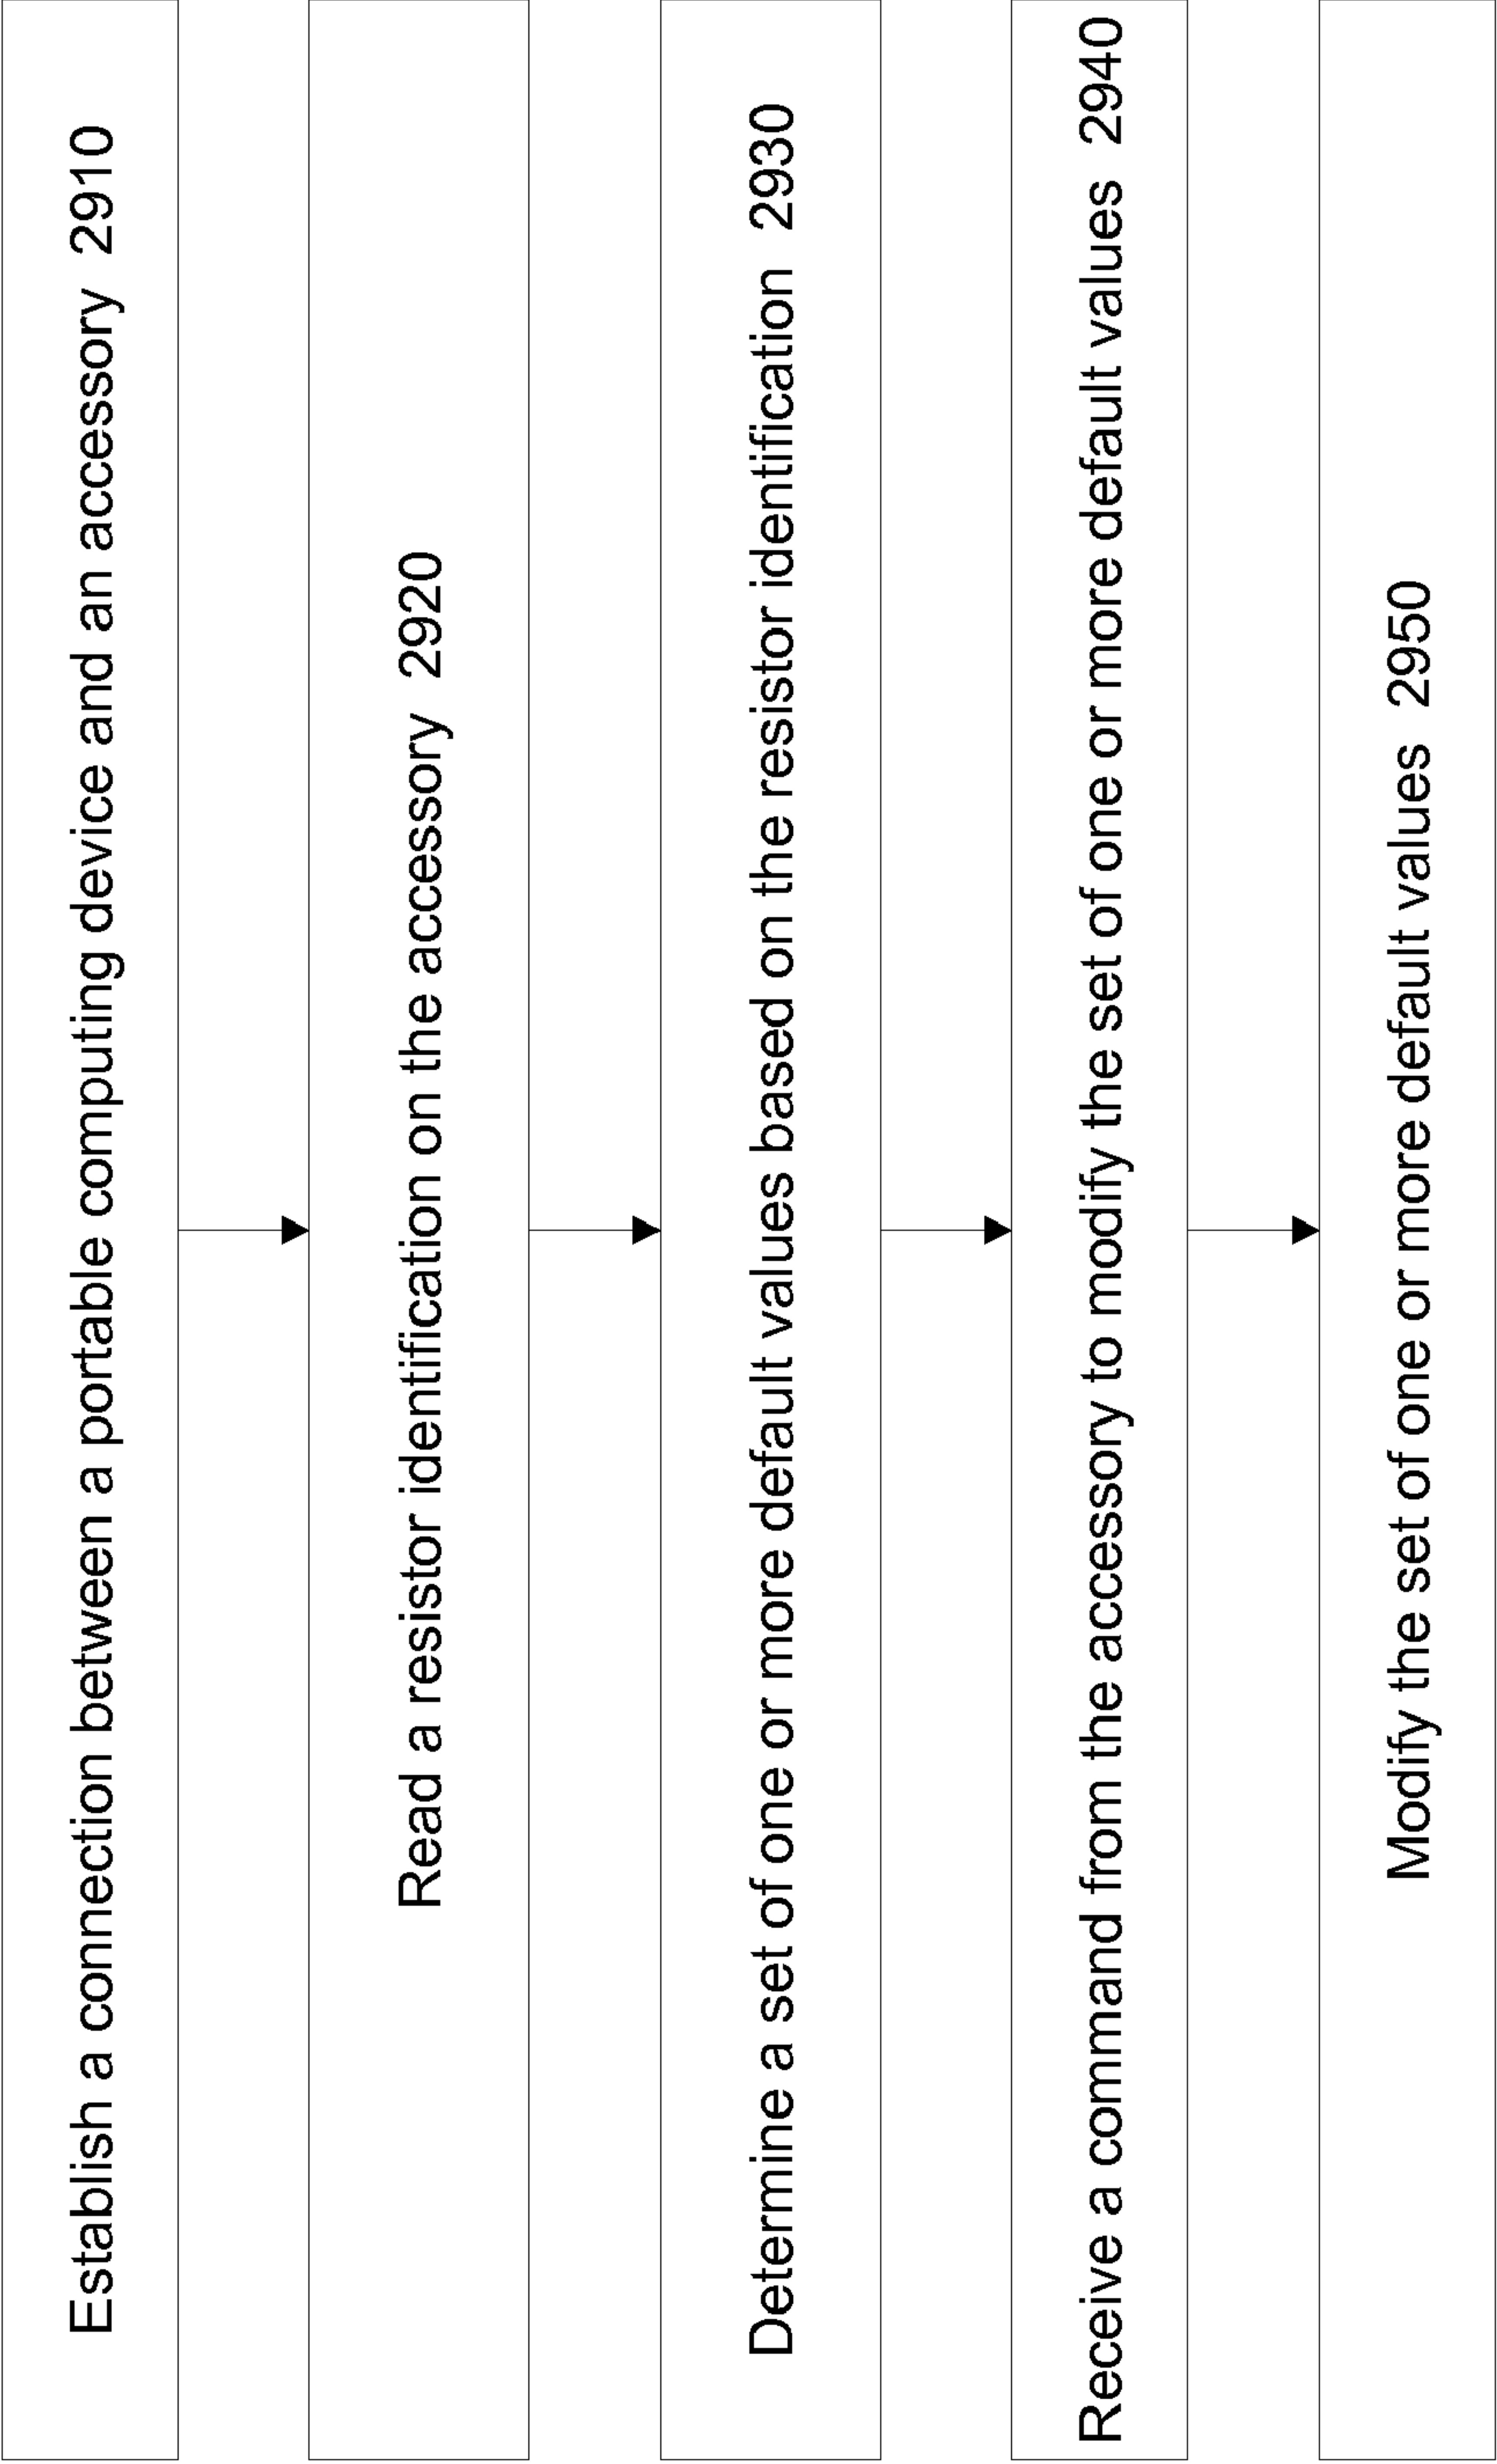 Establish a connection between a portable computing device and an accessory 2910
Read a resistor identification on the accessory 2920
Determine a set of one or more default values based on the resistor identification 2930
Receive a command from the accessory to modify the set of one or more default values 2940
Modify the set of one or more default values 2950